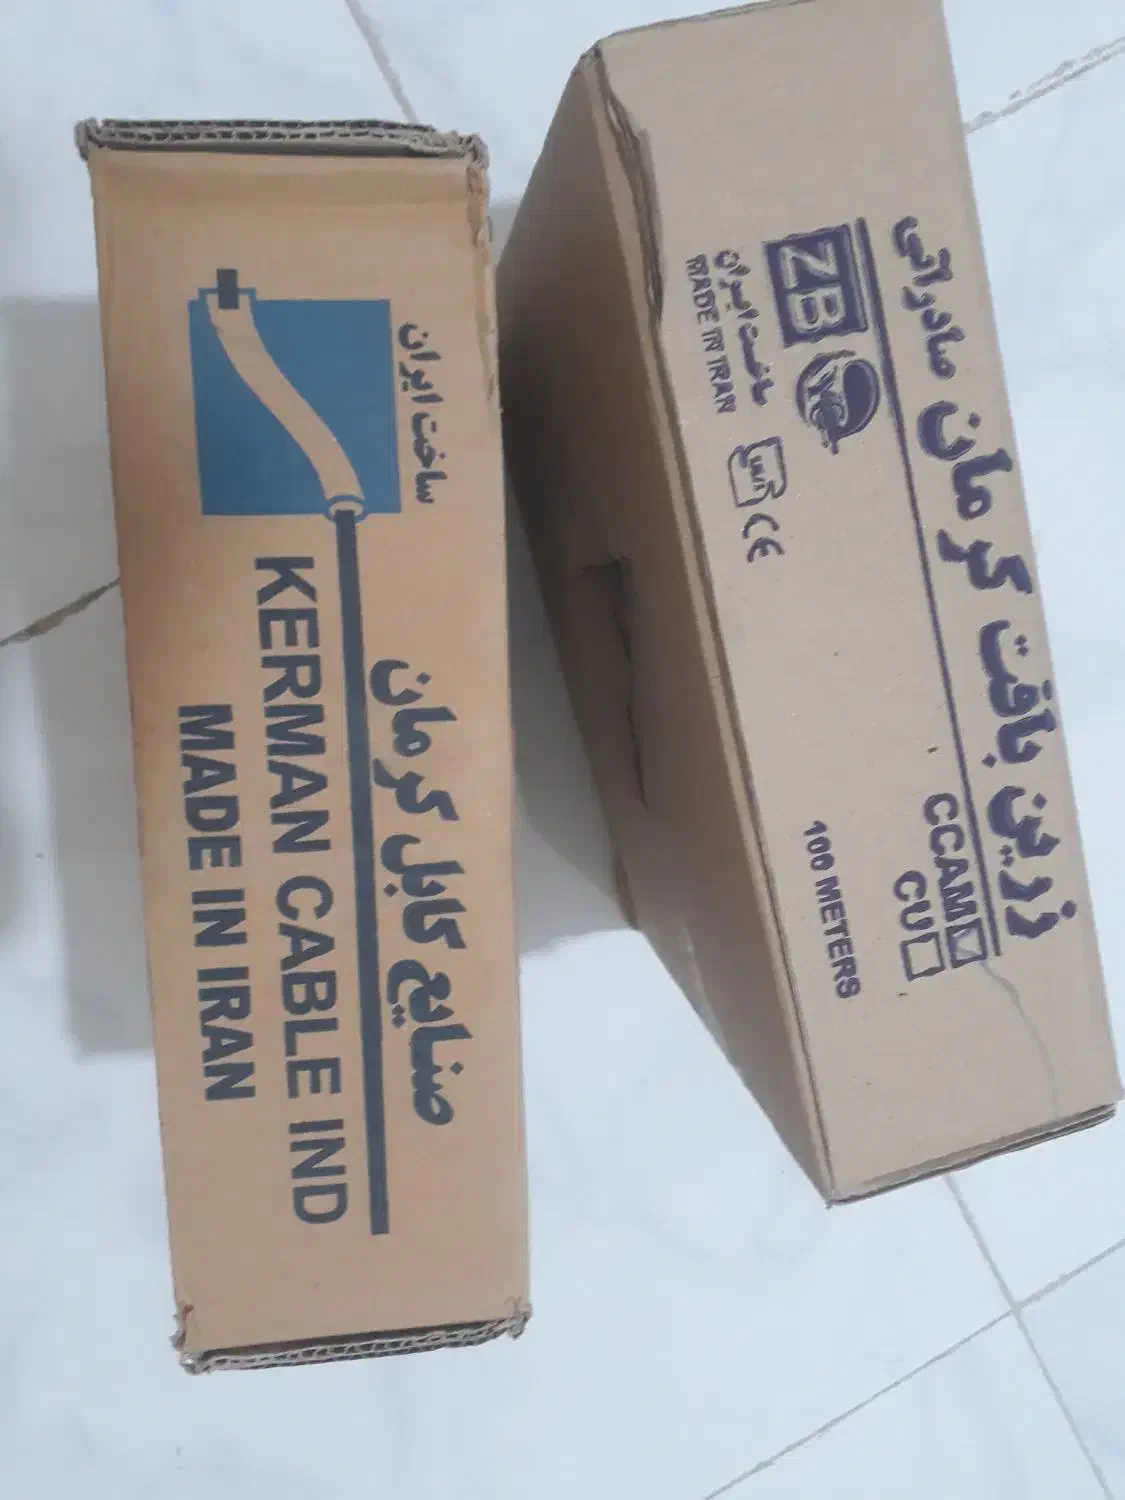 ساخت ایران
صنایع کابل کرمان
KERMAN CABLE IND
MADE IN IRAN
زرین بافت کرمان صادراتی
CCAM
CU
100 METERS
ZB
ساخت ایران
MADE IN IRAN
CE